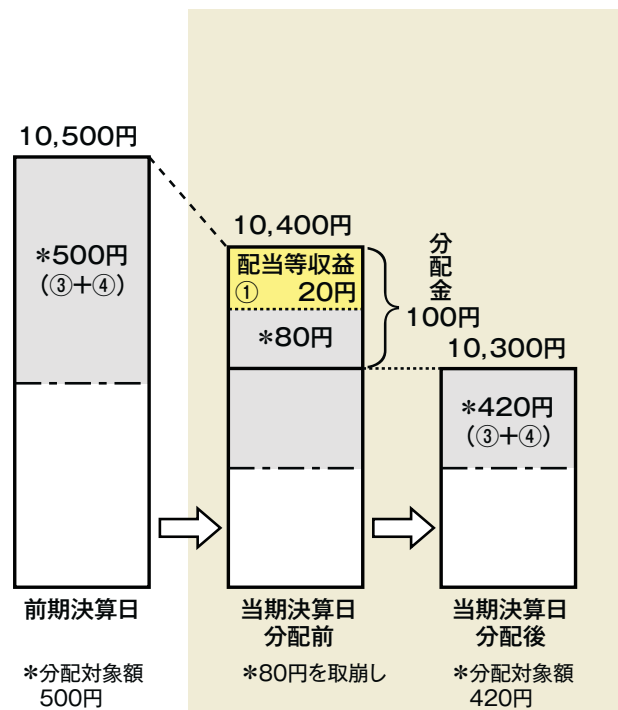 10,500円
*500円
(③+④)
10,400円
配当等収益
① 20円
*80円
分配金
100円
10,300円
*420円
(③+④)
前期決算日
当期決算日
分配前
当期決算日
分配後
*分配対象額
500円
*80円を取崩し
*分配対象額
420円